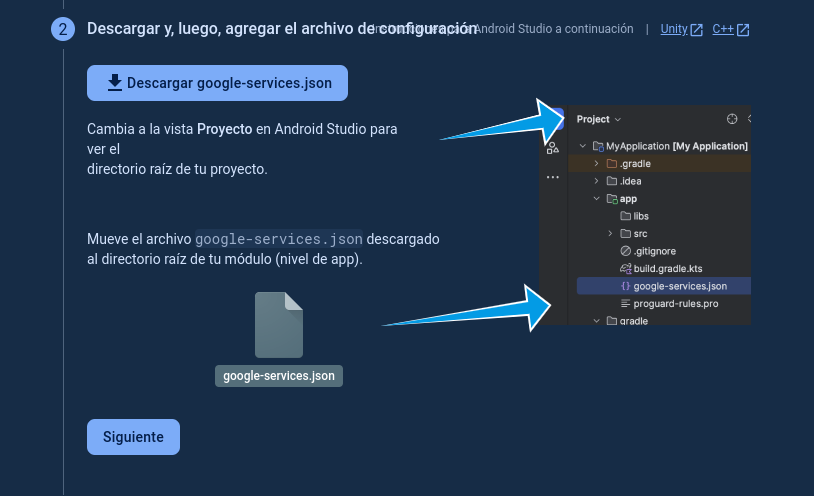 2 Descargar y, luego, agregar el archivo de configuración
Android Studio a continuación | Unity C++
Descargar google-services.json
Cambia a la vista Proyecto en Android Studio para
ver el
directorio raíz de tu proyecto.
Mueve el archivo google-services.json descargado
al directorio raíz de tu módulo (nivel de app).
google-services.json
Siguiente
Project
MyApplication [My Application]
.gradle
.idea
app
libs
src
.gitignore
build.gradle.kts
google-services.json
proguard-rules.pro
gradle